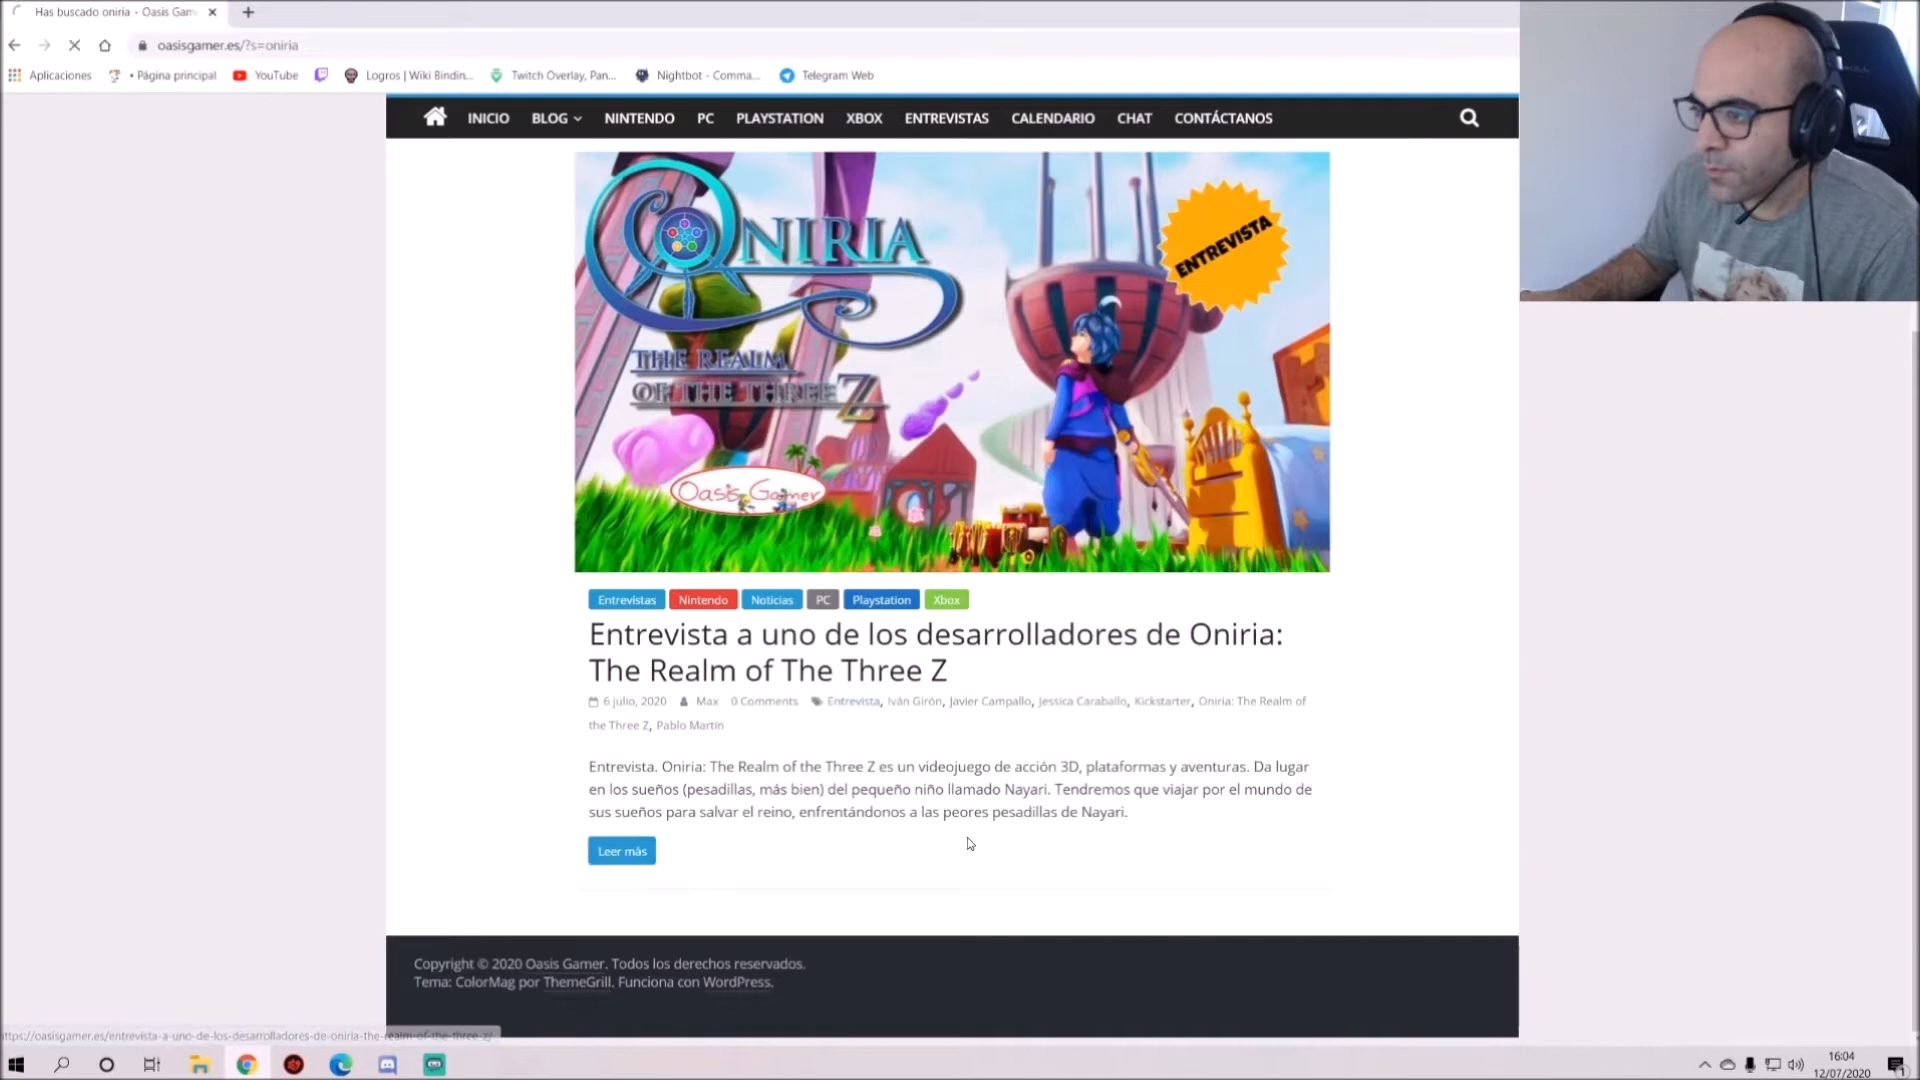 Has buscado oniria - Oasis Gam
oasisgamer.es/?s=oniria
Aplicaciones • Página principal YouTube Logros | Wiki Bindin... Twitch Overlay, Pan... Nightbot - Comma... Telegram Web
INICIO BLOG NINTENDO PC PLAYSTATION XBOX ENTREVISTAS CALENDARIO CHAT CONTÁCTANOS
ONIRIA
THE REALM
OF THE THREE Z
ENTREVISTA
Oasis Gamer
Entrevistas Nintendo Noticias PC Playstation Xbox
Entrevista a uno de los desarrolladores de Oniria:
The Realm of The Three Z
6 julio, 2020 Max 0 Comments Entrevista, Iván Girón, Javier Campallo, Jessica Caraballo, Kickstarter, Oniria: The Realm of
the Three Z, Pablo Martin
Entrevista. Oniria: The Realm of the Three Z es un videojuego de acción 3D, plataformas y aventuras. Da lugar
en los sueños (pesadillas, más bien) del pequeño niño llamado Nayari. Tendremos que viajar por el mundo de
sus sueños para salvar el reino, enfrentándonos a las peores pesadillas de Nayari.
Leer más
Copyright © 2020 Oasis Gamer. Todos los derechos reservados.
Tema: ColorMag por ThemeGrill. Funciona con WordPress.
https://oasisgamer.es/entrevista-a-uno-de-los-desarrolladores-de-oniria-the-realm-of-the-three-z/
16:04
12/07/2020
1